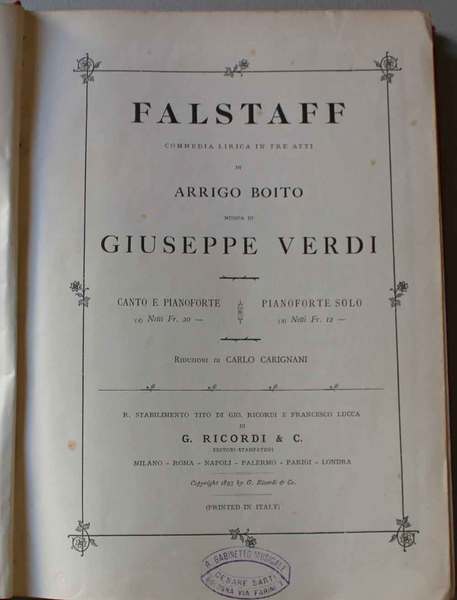 FALSTAFF
COMMEDIA LIRICA IN TRE ATTI
DI
ARRIGO BOITO
MUSICA DI
GIUSEPPE VERDI
CANTO E PIANOFORTE
(A) Netti Fr. 20 —
PIANOFORTE SOLO
(B) Netti Fr. 12 —
RIDUZIONI DI CARLO CARIGNANI
R. STABILIMENTO TITO DI GIO. RICORDI E FRANCESCO LUCCA
DI
G. RICORDI & C.
EDITORI-STAMPATORI
MILANO - ROMA - NAPOLI - PALERMO - PARIGI - LONDRA
Copyright 1893 by G. Ricordi & Co.
(PRINTED IN ITALY)
GABINETTO MUSICALE
CESARE SARTI
BOLOGNA VIA FARINI